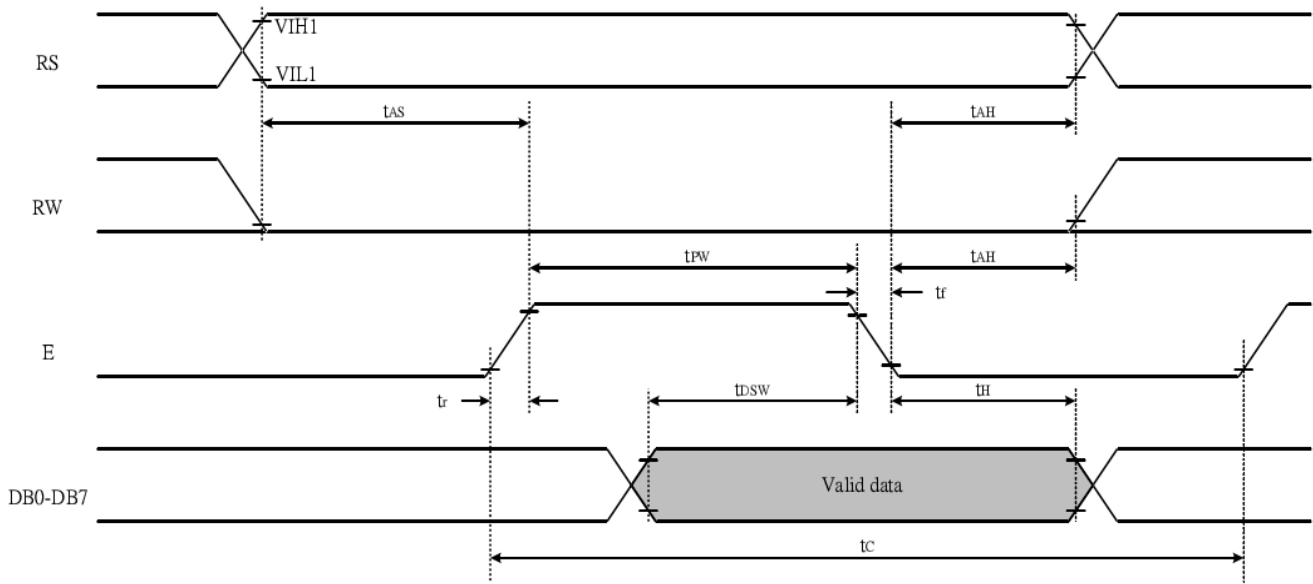 VIH1
RS
VIL1
tAS
tAH
RW
tPW
tAH
tf
E
tr
tDSW
tH
DB0-DB7
Valid data
tC